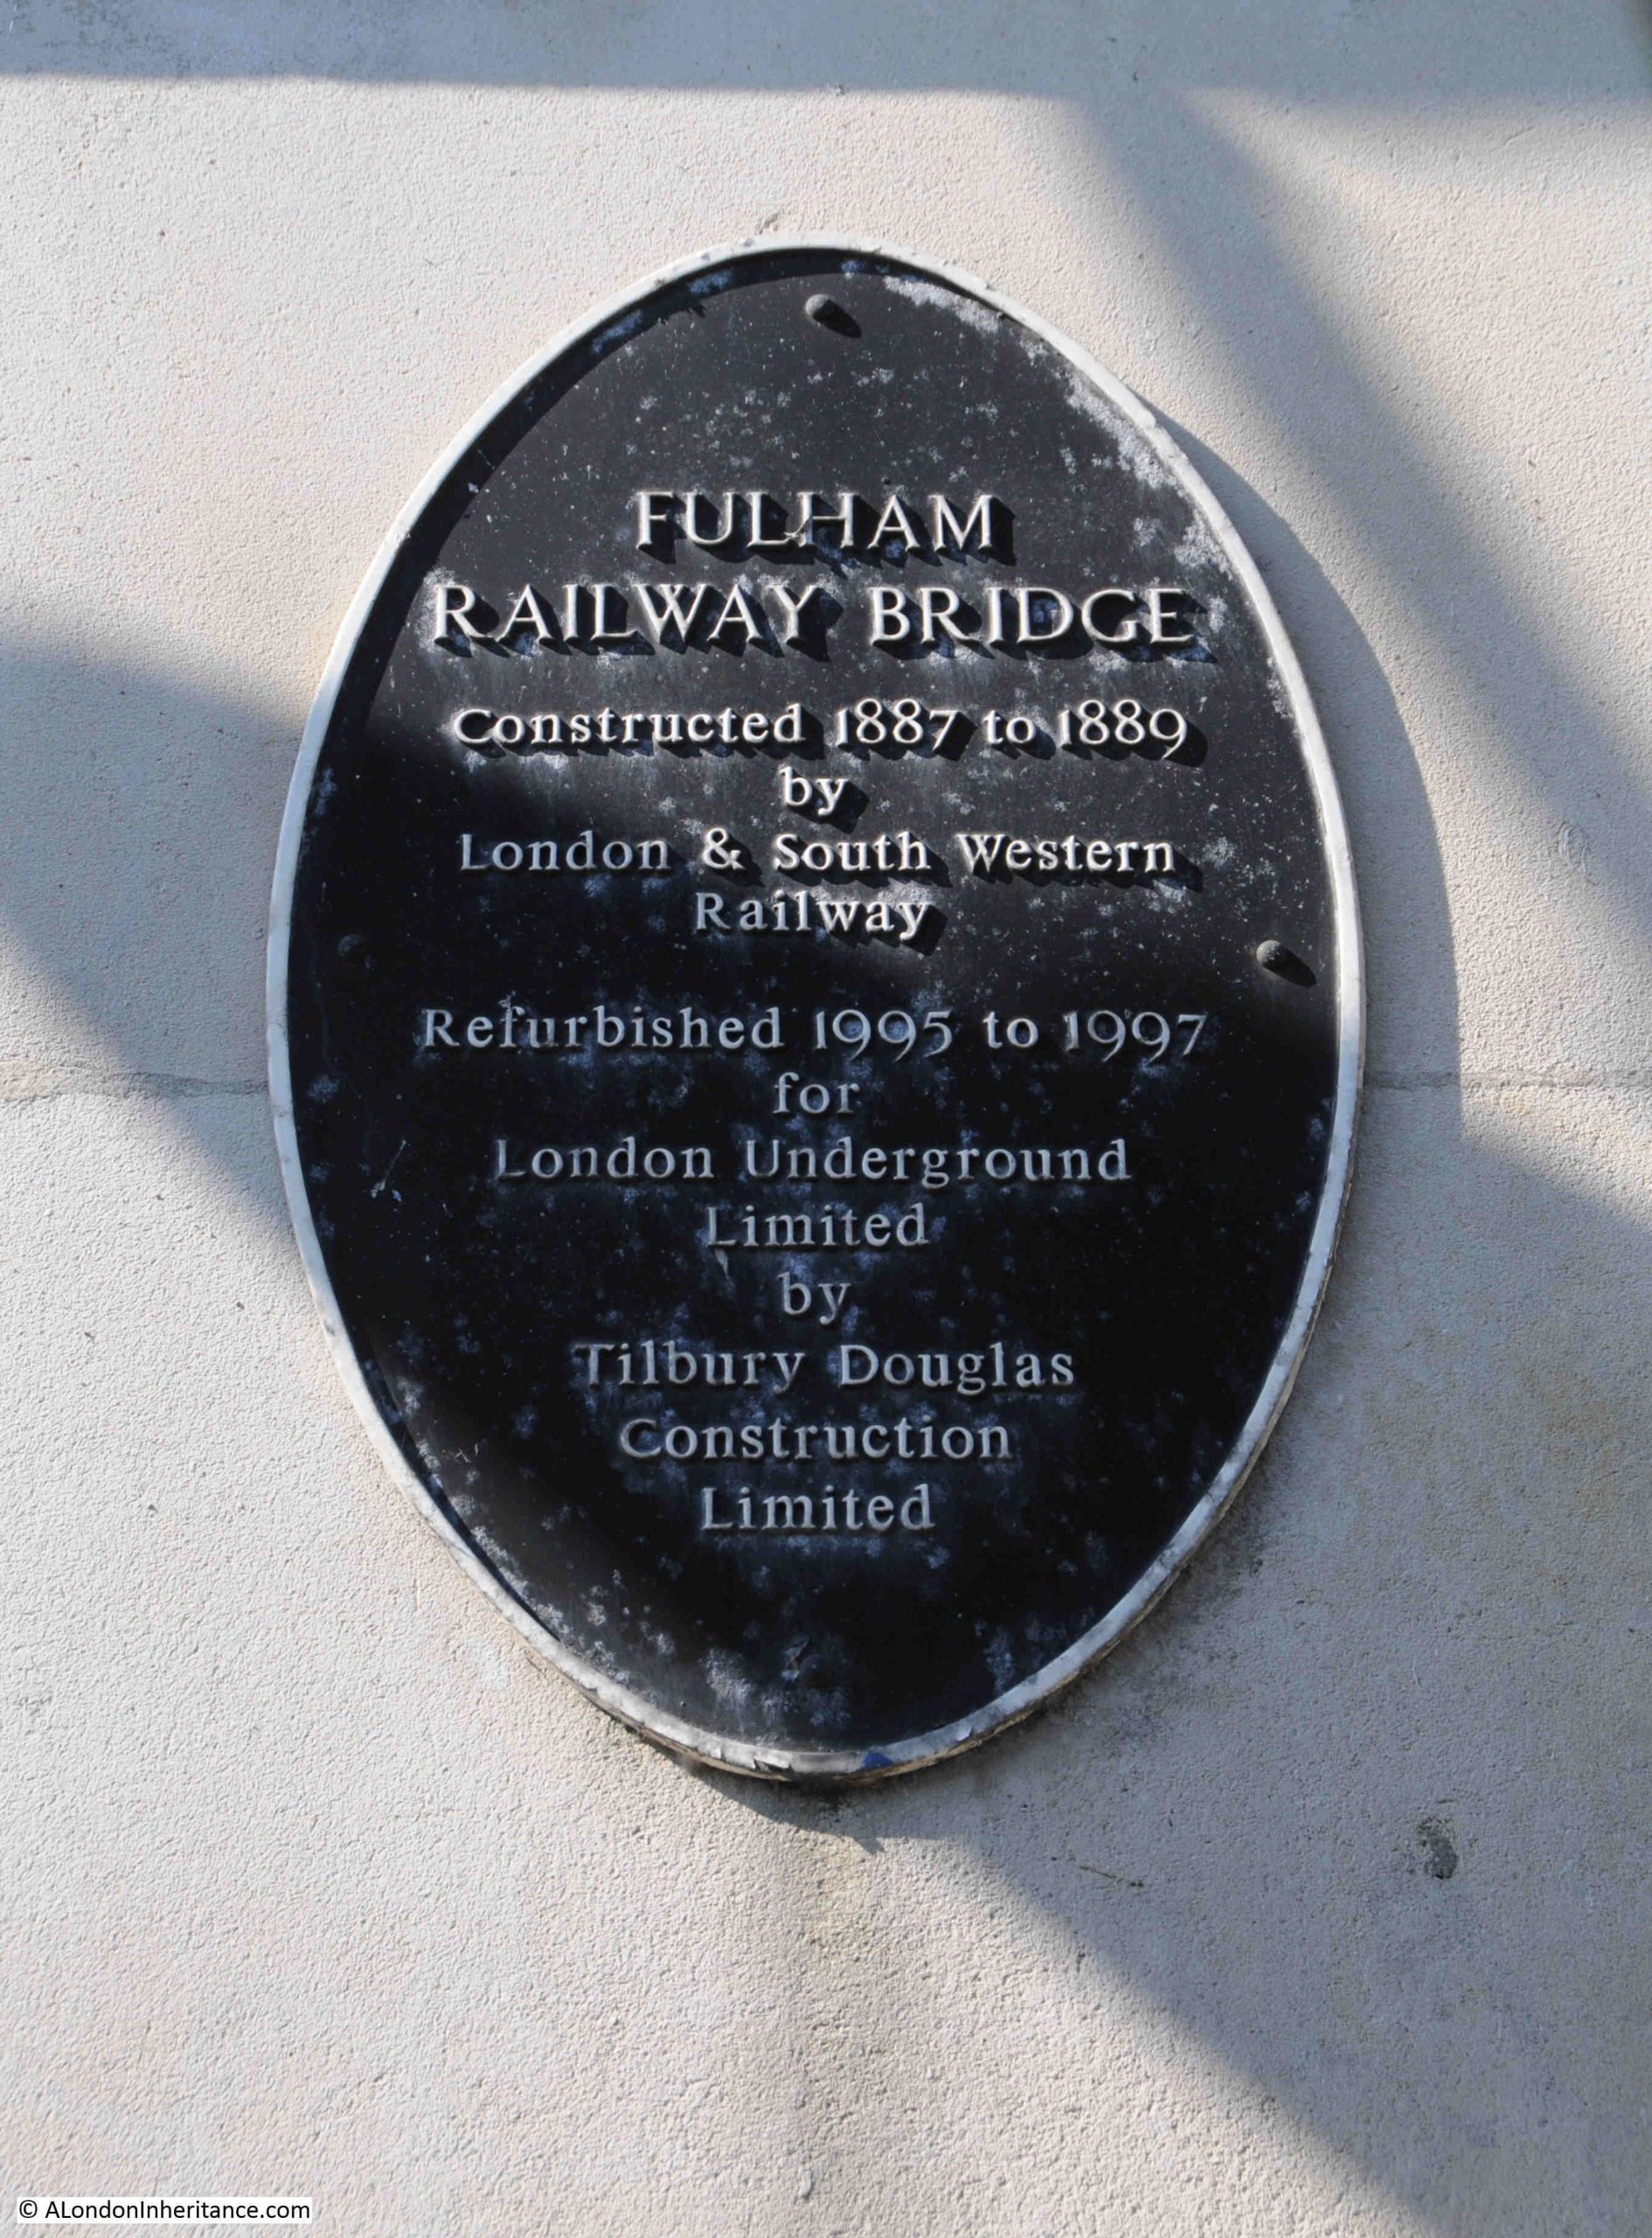 FULHAM
RAILWAY BRIDGE
Constructed 1887 to 1889
by
London & South Western
Railway
Refurbished 1995 to 1997
for
London Underground
Limited
by
Tilbury Douglas
Construction
Limited
© ALondonInheritance.com